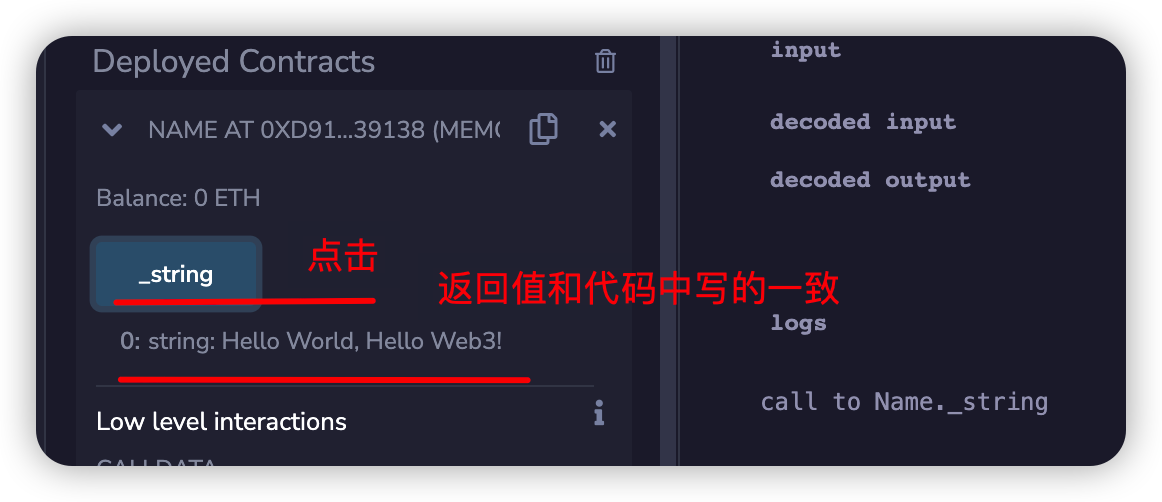 Deployed Contracts
NAME AT 0XD91...39138 (MEMO
Balance: 0 ETH
_string
点击
返回值和代码中写的一致
0: string: Hello World, Hello Web3!
Low level interactions
CALLDATA
input
decoded input
decoded output
logs
call to Name._string